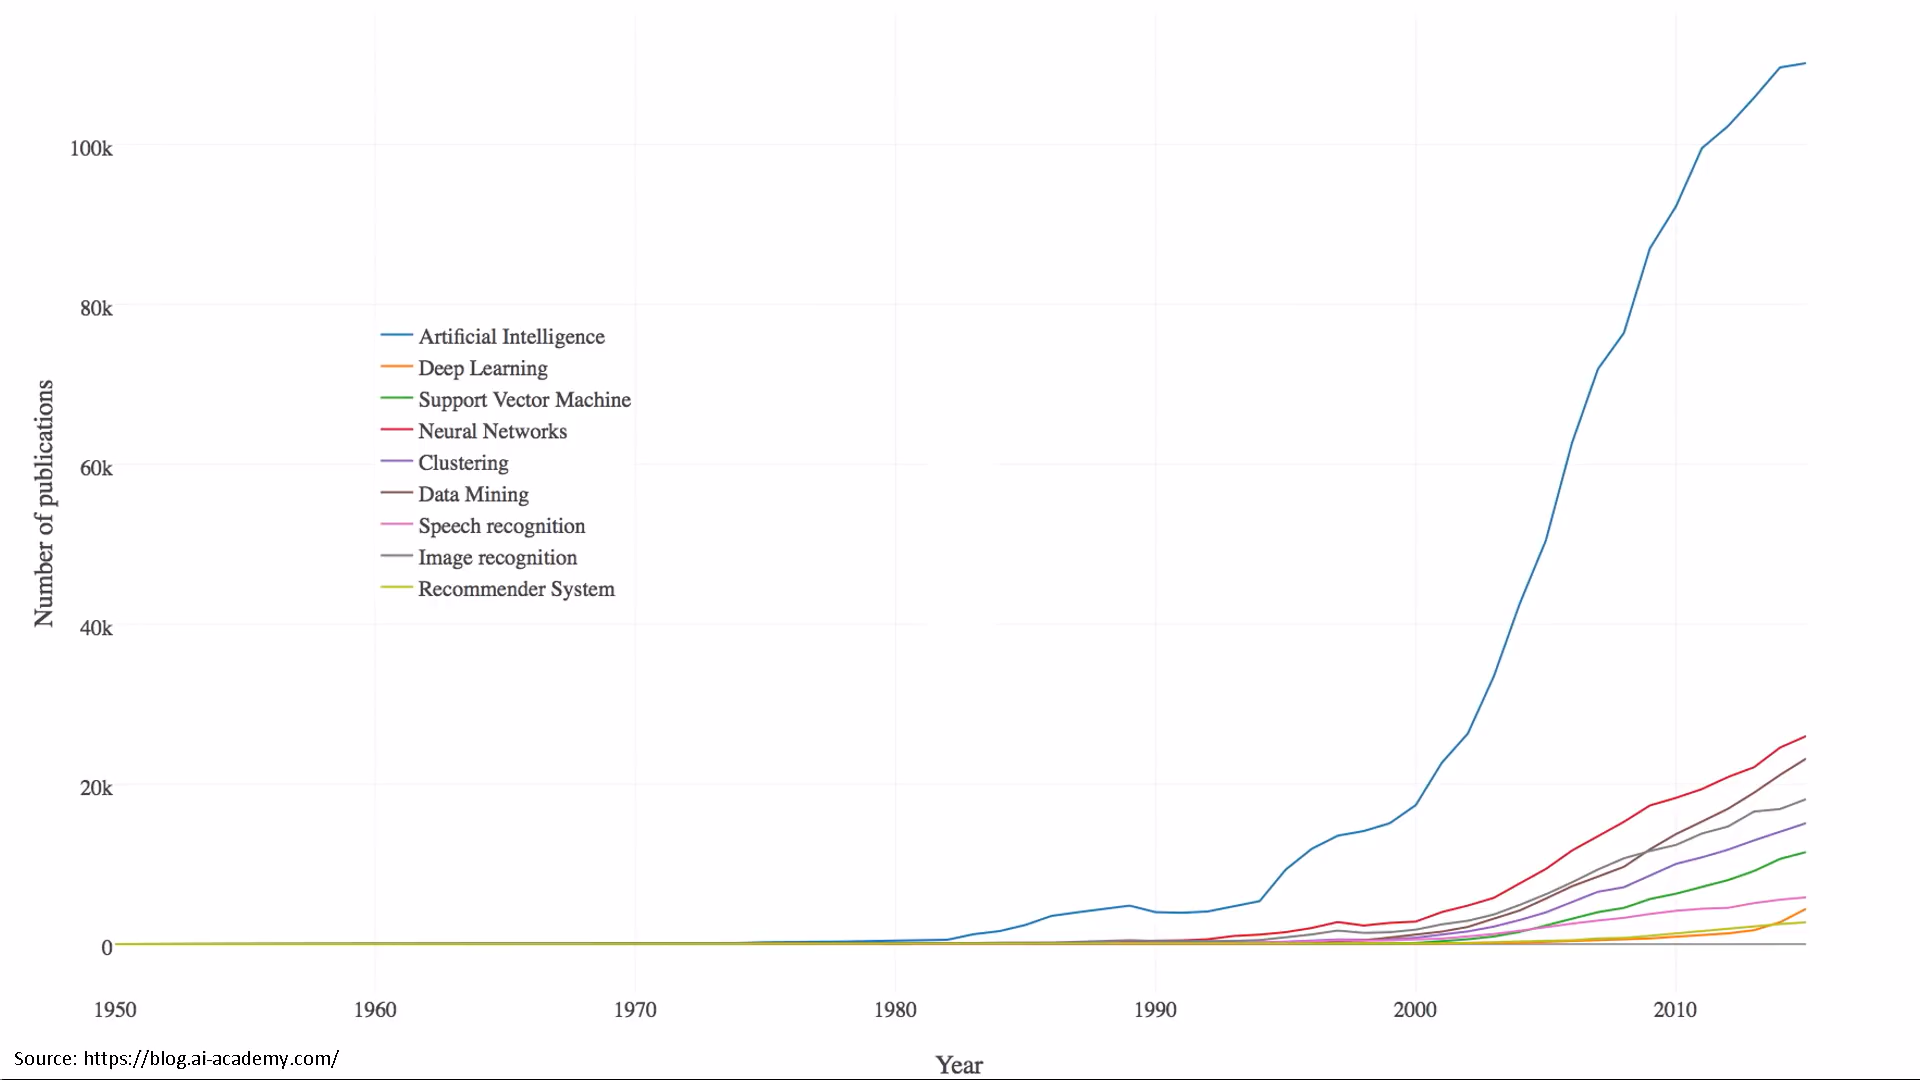 100k
80k
60k
40k
20k
0
Number of publications
Artificial Intelligence
Deep Learning
Support Vector Machine
Neural Networks
Clustering
Data Mining
Speech recognition
Image recognition
Recommender System
1950 1960 1970 1980 1990 2000 2010
Year
Source: https://blog.ai-academy.com/